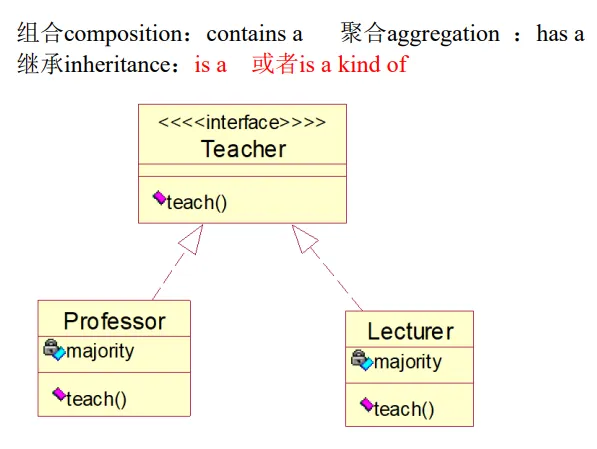 组合composition：contains a 聚合aggregation ：has a
继承inheritance：is a 或者is a kind of
<<<<interface>>>>
Teacher
teach()
Professor
majority
teach()
Lecturer
majority
teach()